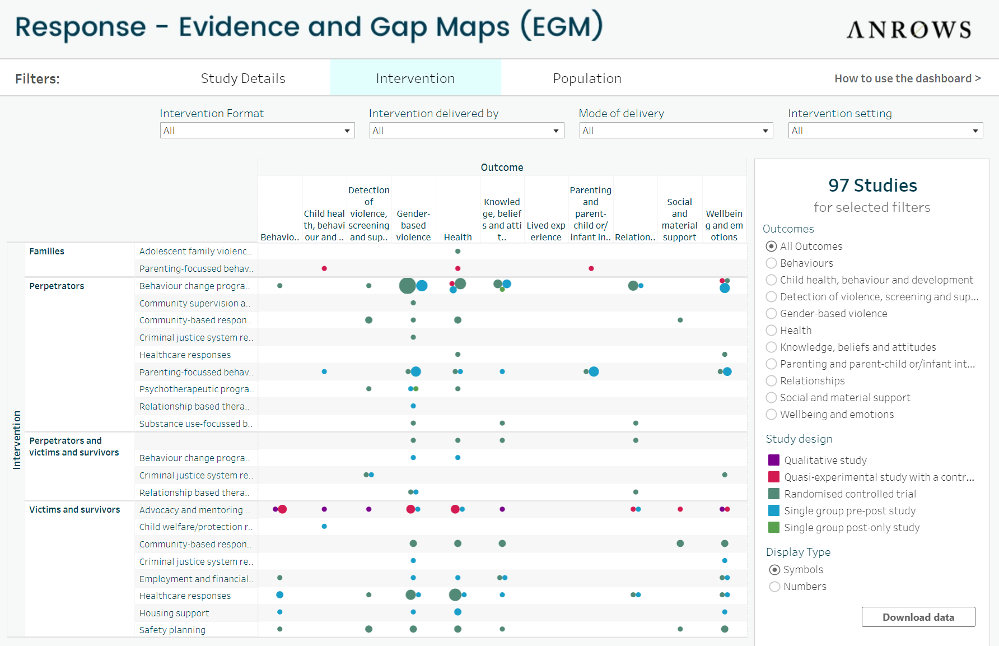 Response - Evidence and Gap Maps (EGM)
ANROWS
Filters:
Study Details
Intervention
Population
How to use the dashboard >
Intervention Format
Intervention delivered by
Mode of delivery
Intervention setting
All
All
All
All
Outcome
Behavio..
Child heal
th, behavi
our and ..
Detection
of
violence,
screening
and sup..
Gender-
based
violence
Health
Knowled
ge, belief
s and atti
t..
Lived exp
erience
Parenting
and
parent-
child or/
infant in..
Relation..
Social
and
material
support
Wellbein
g and em
otions
Intervention
Families
Adolescent family violenc..
Parenting-focussed behav..
Perpetrators
Behaviour change progra..
Community supervision a..
Community-based respon..
Criminal justice system re..
Healthcare responses
Parenting-focussed behav..
Psychotherapeutic progra..
Relationship based thera..
Substance use-focussed b..
Perpetrators and
victims and survivors
Behaviour change progra..
Criminal justice system re..
Relationship based thera..
Victims and survivors
Advocacy and mentoring ..
Child welfare/protection r..
Community-based respon..
Criminal justice system re..
Employment and financial..
Healthcare responses
Housing support
Safety planning
97 Studies
for selected filters
Outcomes
All Outcomes
Behaviours
Child health, behaviour and development
Detection of violence, screening and sup...
Gender-based violence
Health
Knowledge, beliefs and attitudes
Parenting and parent-child or/infant int...
Relationships
Social and material support
Wellbeing and emotions
Study design
Qualitative study
Quasi-experimental study with a contr...
Randomised controlled trial
Single group pre-post study
Single group post-only study
Display Type
Symbols
Numbers
Download data